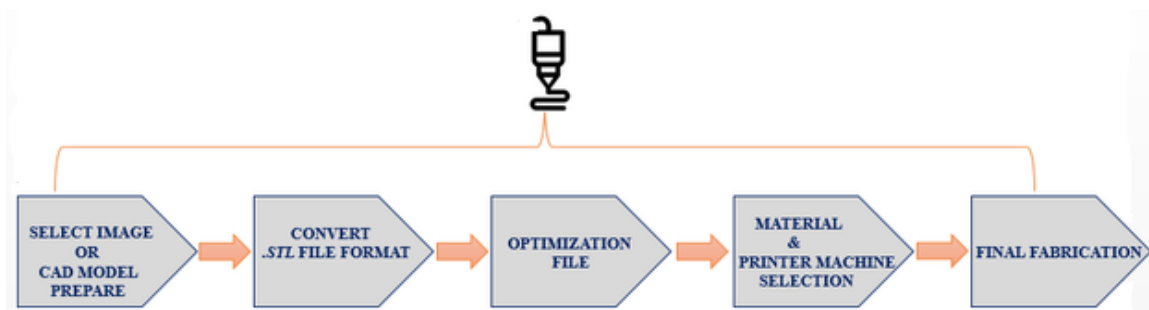 SELECT IMAGE
OR
CAD MODEL
PREPARE
CONVERT
.STL FILE FORMAT
OPTIMIZATION
FILE
MATERIAL
&
PRINTER MACHINE
SELECTION
FINAL FABRICATION